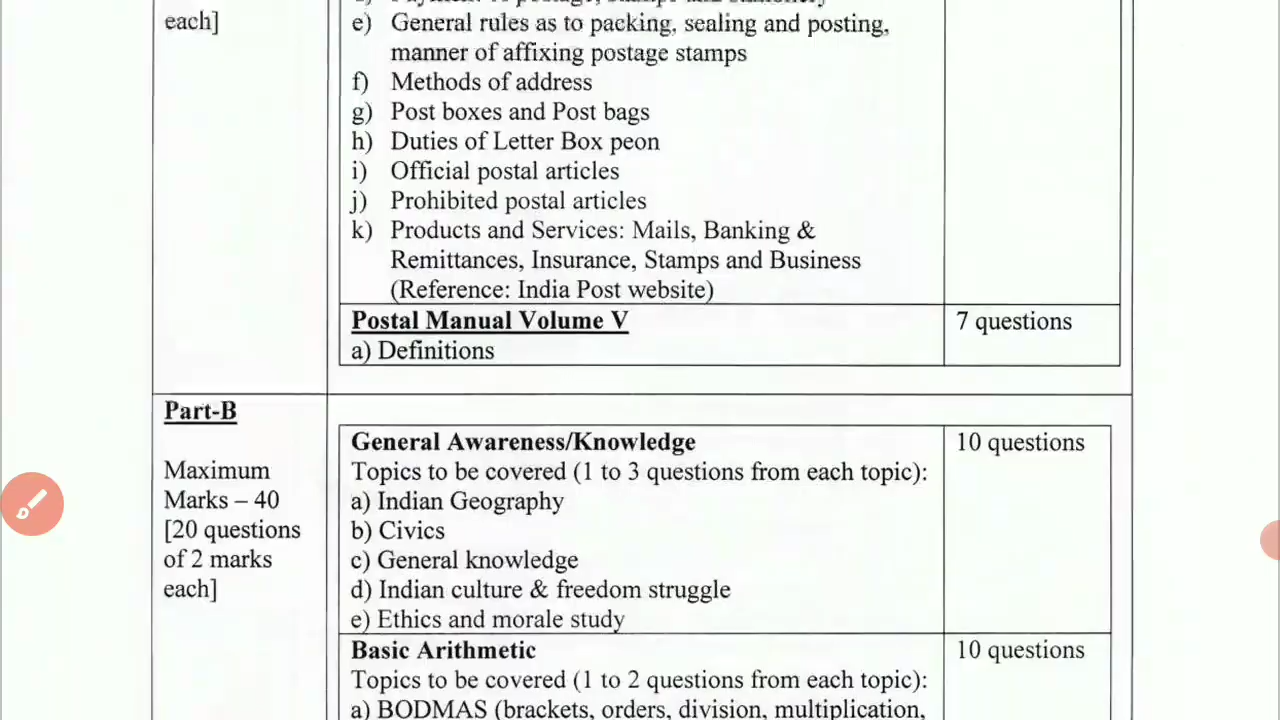 each]
e) General rules as to packing, sealing and posting,
manner of affixing postage stamps
f) Methods of address
g) Post boxes and Post bags
h) Duties of Letter Box peon
i) Official postal articles
j) Prohibited postal articles
k) Products and Services: Mails, Banking &
Remittances, Insurance, Stamps and Business
(Reference: India Post website)
Postal Manual Volume V
7 questions
a) Definitions
Part-B
Maximum
Marks – 40
[20 questions
of 2 marks
each]
General Awareness/Knowledge
10 questions
Topics to be covered (1 to 3 questions from each topic):
a) Indian Geography
b) Civics
c) General knowledge
d) Indian culture & freedom struggle
e) Ethics and morale study
Basic Arithmetic
10 questions
Topics to be covered (1 to 2 questions from each topic):
a) BODMAS (brackets, orders, division, multiplication,